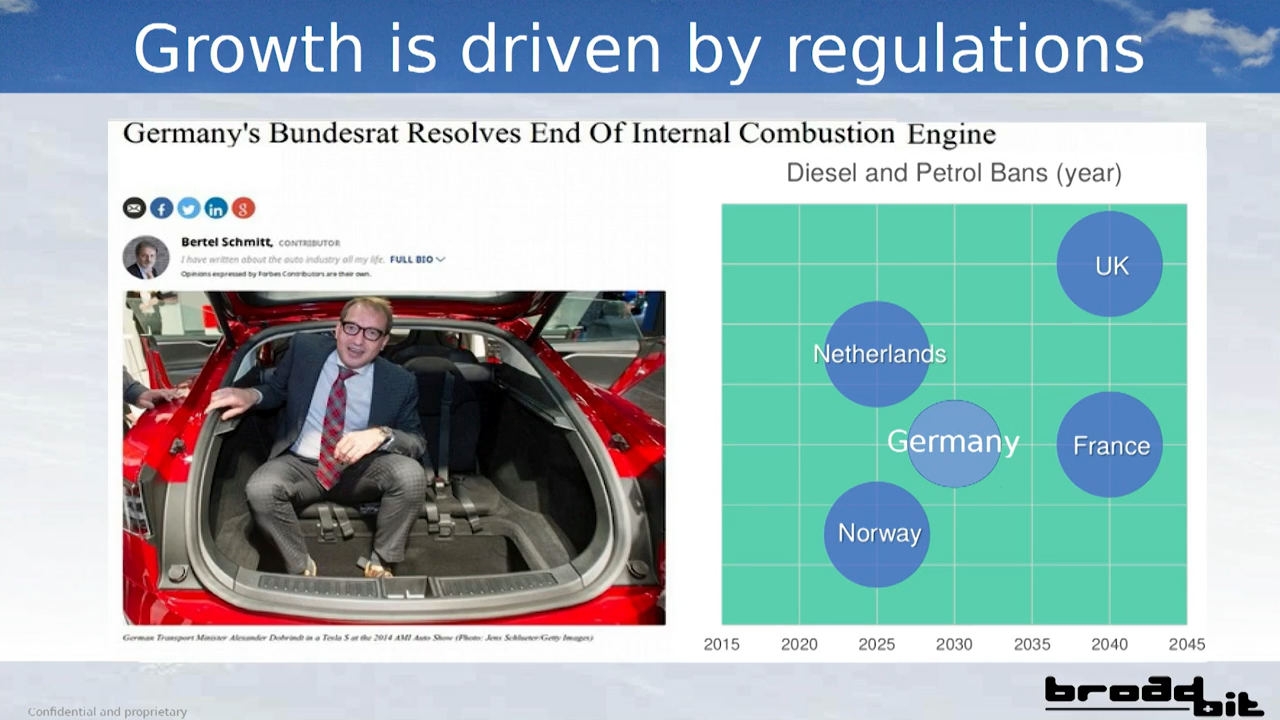 Growth is driven by regulations
Germany's Bundesrat Resolves End Of Internal Combustion Engine
Bertel Schmitt, CONTRIBUTOR
I have written about the auto industry all my life. FULL BIO
Opinions expressed by Forbes Contributors are their own.
German Transport Minister Alexander Dobrindt in a Tesla S at the 2014 AMI Auto Show (Photo: Jens Schlueter/Getty Images)
Diesel and Petrol Bans (year)
UK
Netherlands
Germany
France
Norway
2015 2020 2025 2030 2035 2040 2045
Confidential and proprietary
broadbit